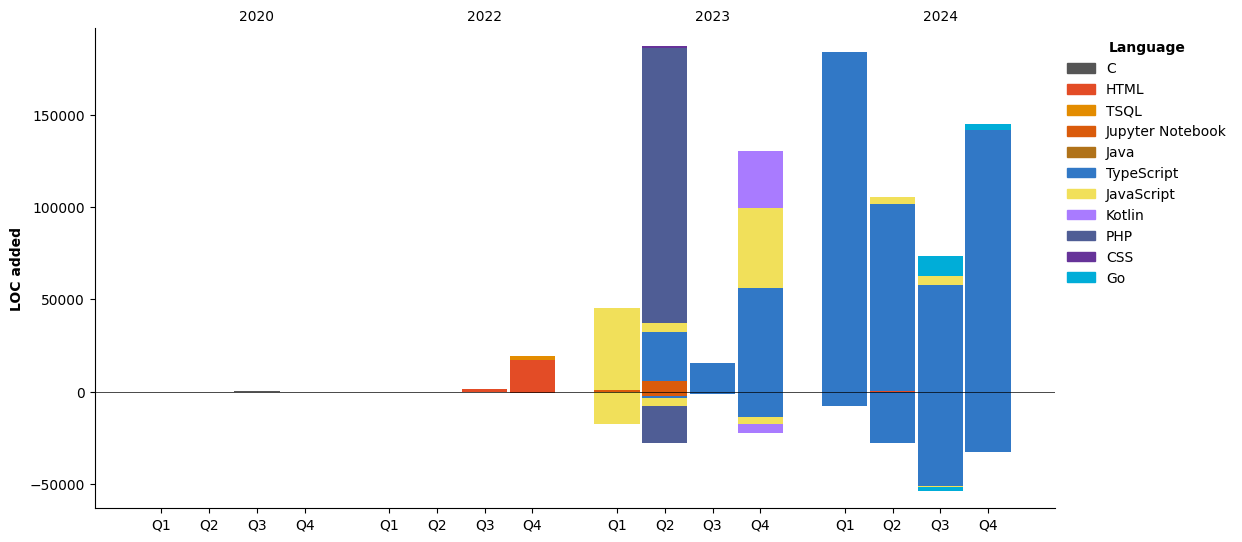 2020 2022 2023 2024
Language
C
HTML
TSQL
Jupyter Notebook
Java
TypeScript
JavaScript
Kotlin
PHP
CSS
Go
LOC added
150000
100000
50000
0
−50000
Q1 Q2 Q3 Q4 Q1 Q2 Q3 Q4 Q1 Q2 Q3 Q4 Q1 Q2 Q3 Q4